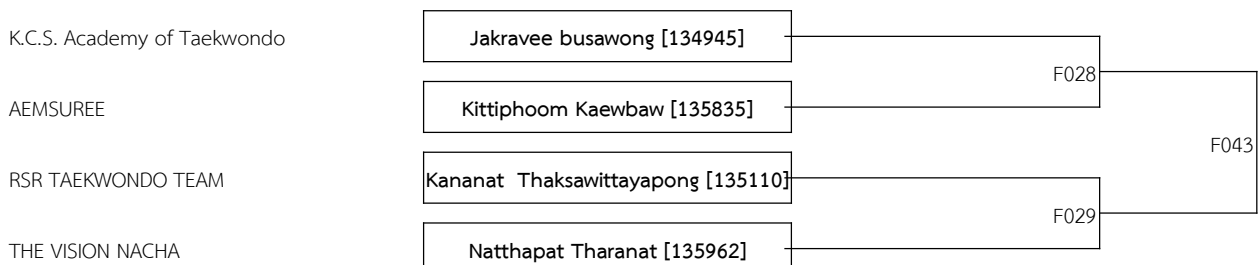 K.C.S. Academy of Taekwondo Jakravee busawong [134945]
F028
AEMSUREE Kittiphoom Kaewbaw [135835]
F043
RSR TAEKWONDO TEAM Kananat Thaksawittayapong [135110]
F029
THE VISION NACHA Natthapat Tharanat [135962]